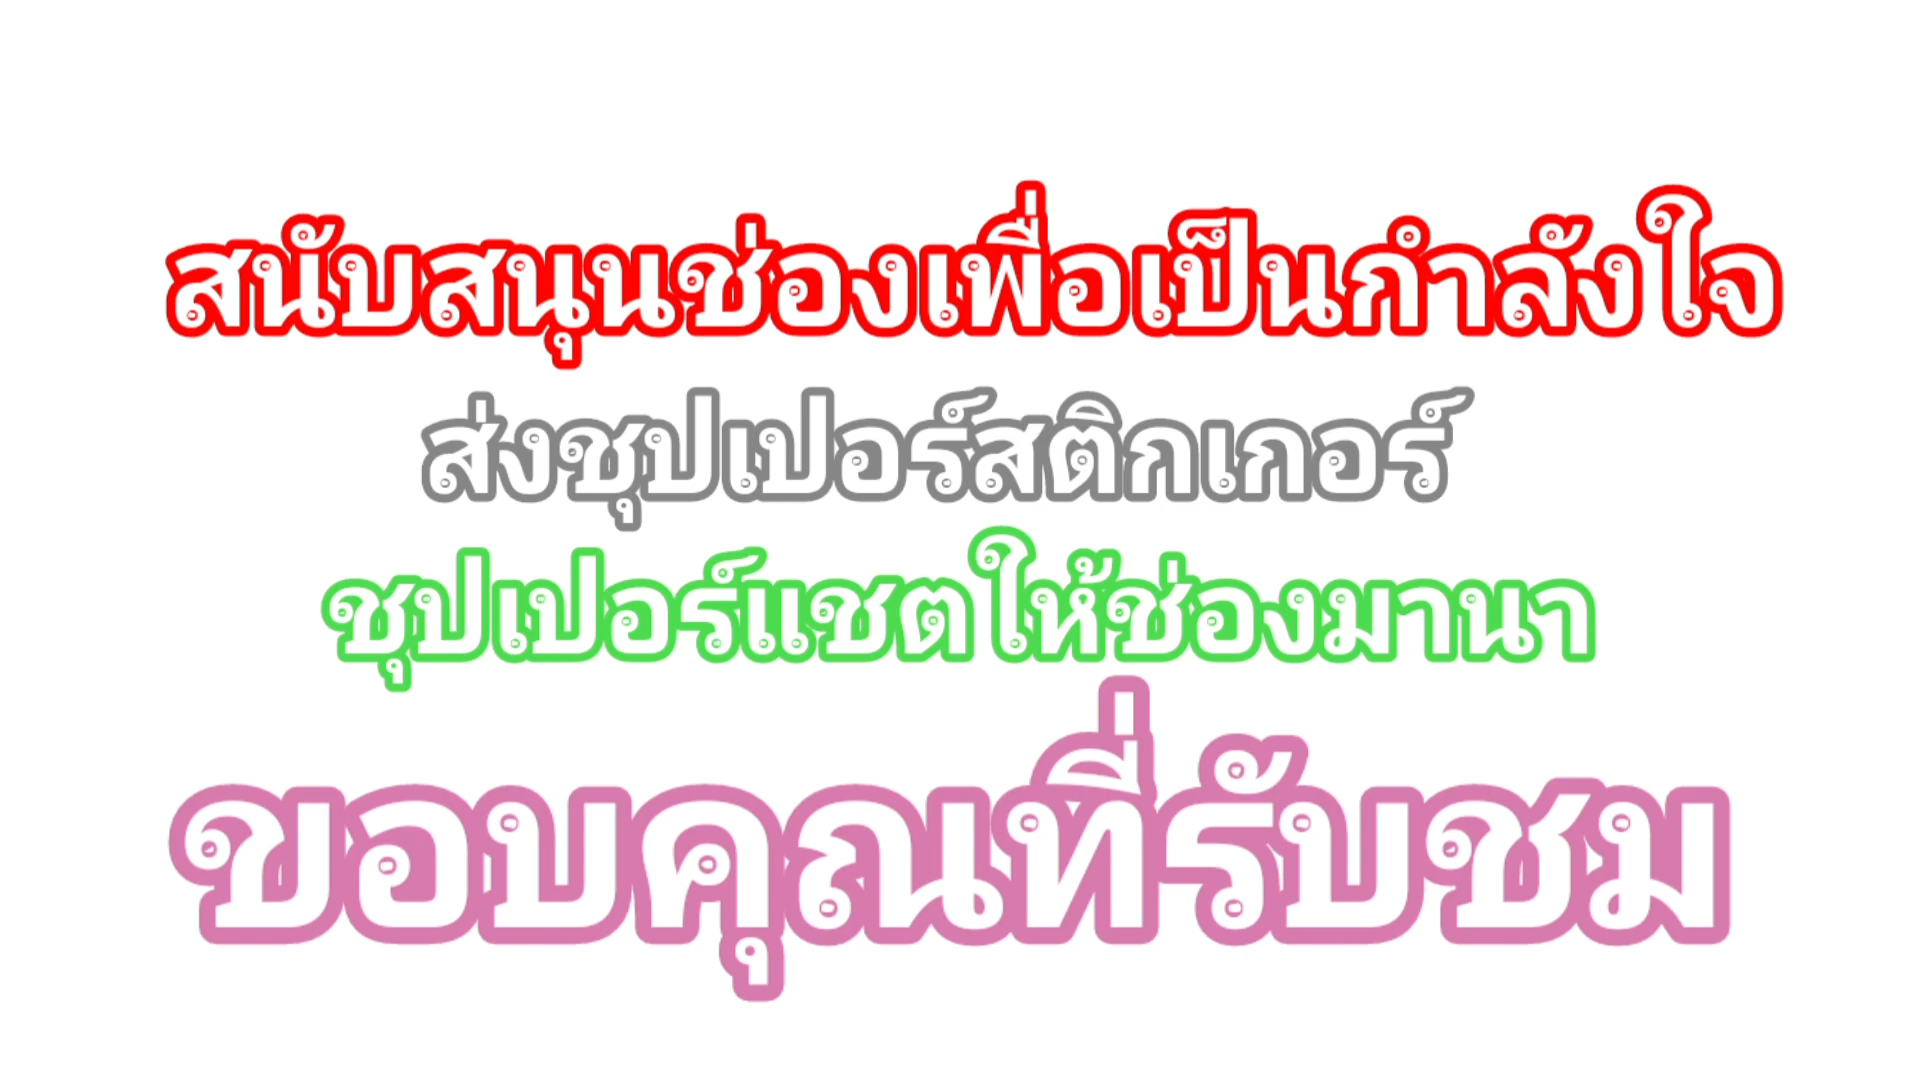 สนับสนุนช่องเพื่อเป็นกำลังใจ
ส่งซุปเปอร์สติกเกอร์
ซุปเปอร์แชตให้ช่องมานา
ขอบคุณที่รับชม